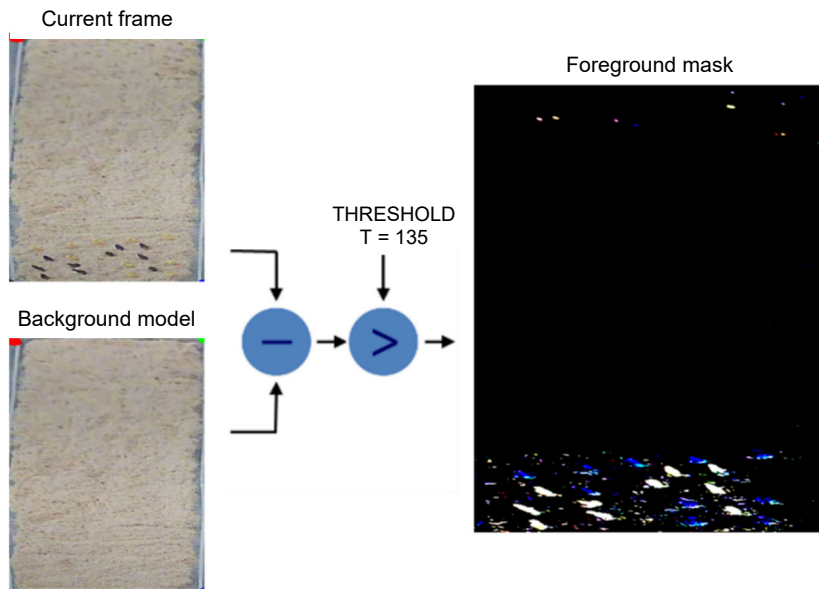 Current frame
Foreground mask
THRESHOLD
T = 135
Background model
−
>